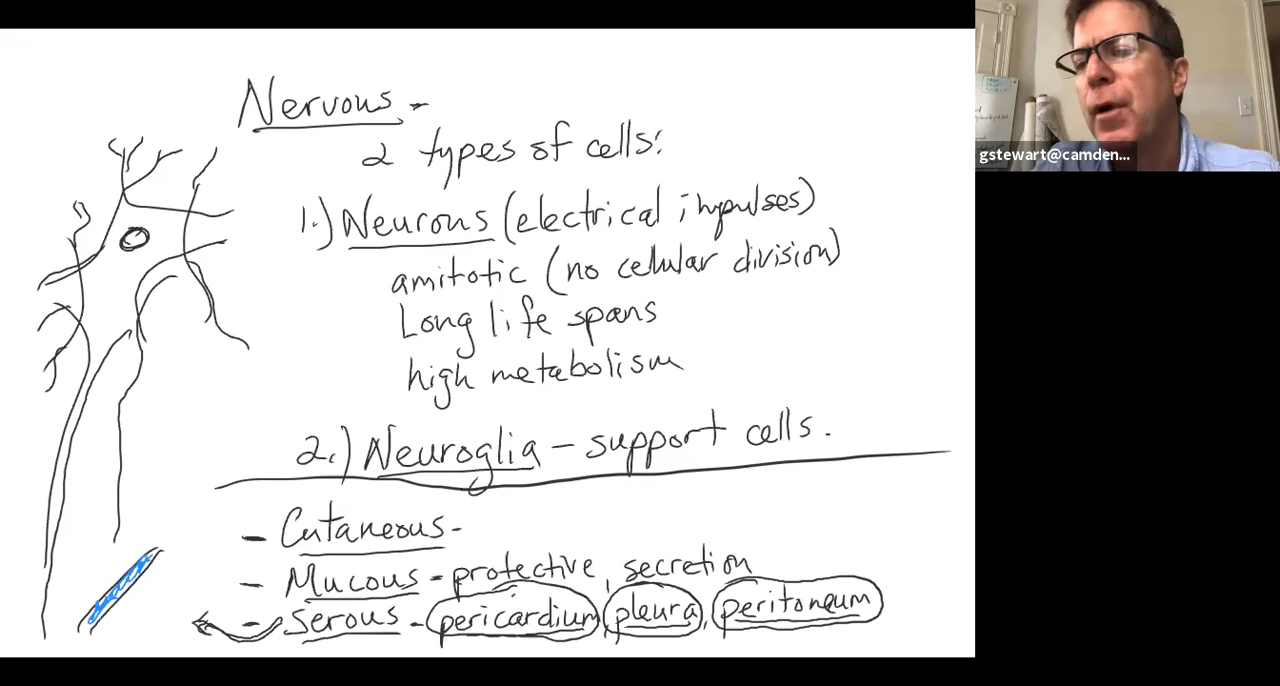 Nervous -
2 types of cells:
1.) Neurons (electrical impulses)
amitotic (no cellular division)
Long life spans
high metabolism
2.) Neuroglia - support cells.
- Cutaneous -
- Mucous - protective, secretion
- Serous - pericardium, pleura, peritoneum
gstewart@camden...